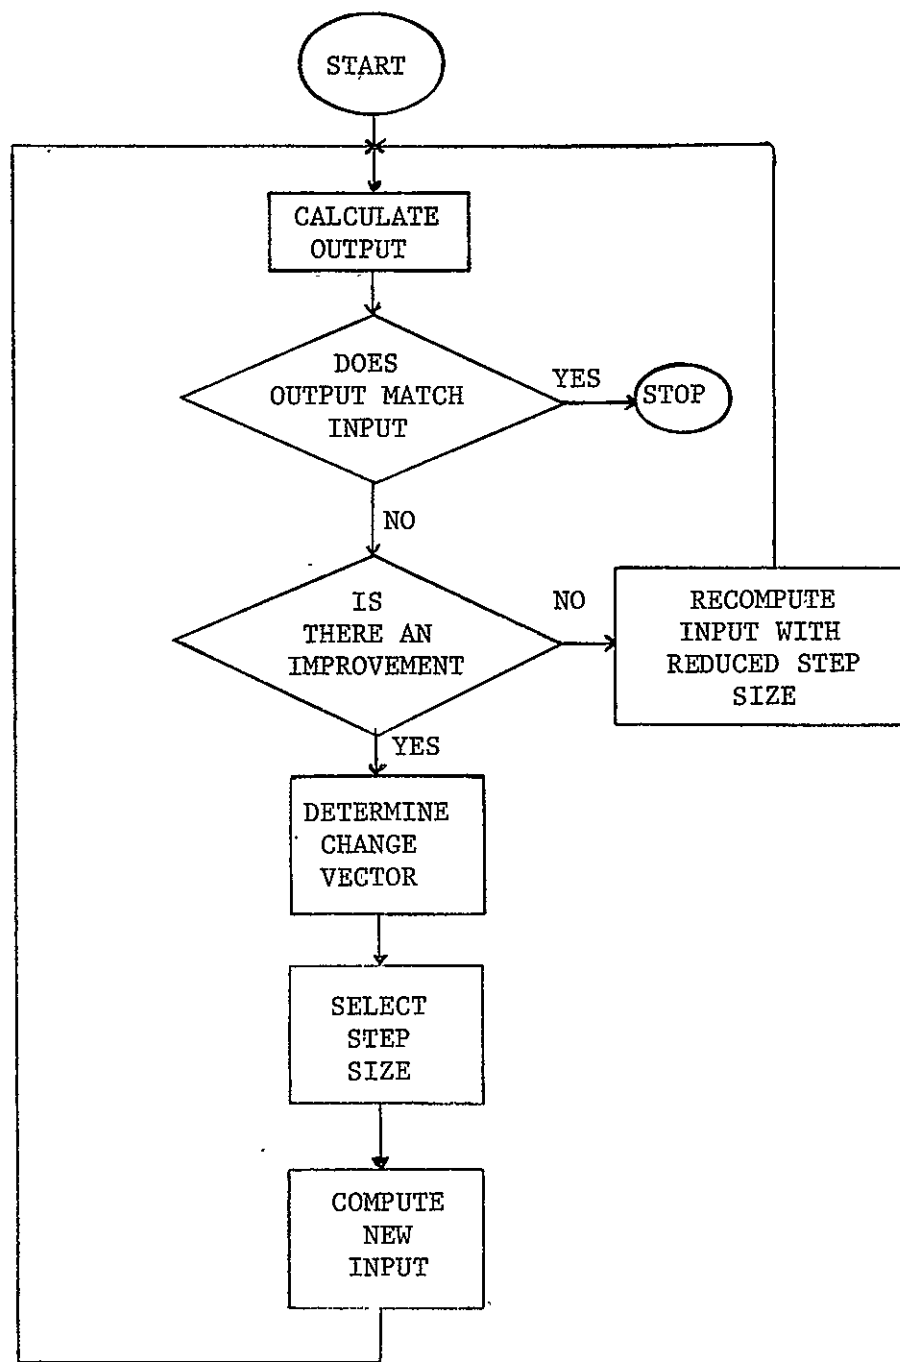 START
CALCULATE
OUTPUT
DOES
OUTPUT MATCH
INPUT
YES
STOP
NO
IS
THERE AN
IMPROVEMENT
NO
RECOMPUTE
INPUT WITH
REDUCED STEP
SIZE
YES
DETERMINE
CHANGE
VECTOR
SELECT
STEP
SIZE
COMPUTE
NEW
INPUT